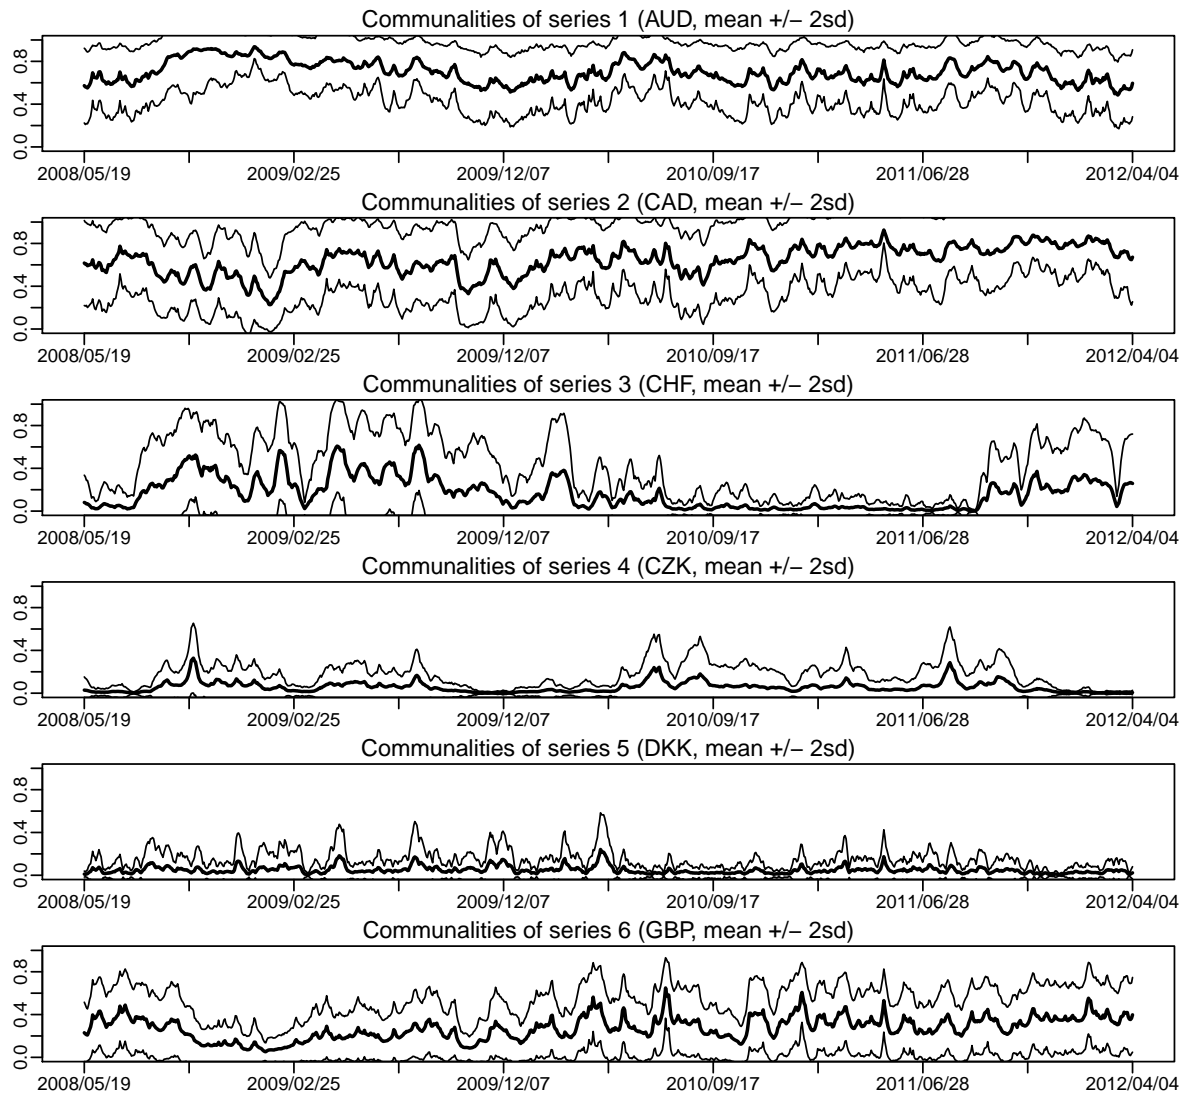 Communalities of series 1 (AUD, mean +/− 2sd)
0.8
0.4
0.0
2008/05/19 2009/02/25 2009/12/07 2010/09/17 2011/06/28 2012/04/04
Communalities of series 2 (CAD, mean +/− 2sd)
0.8
0.4
0.0
2008/05/19 2009/02/25 2009/12/07 2010/09/17 2011/06/28 2012/04/04
Communalities of series 3 (CHF, mean +/− 2sd)
0.8
0.4
0.0
2008/05/19 2009/02/25 2009/12/07 2010/09/17 2011/06/28 2012/04/04
Communalities of series 4 (CZK, mean +/− 2sd)
0.8
0.4
0.0
2008/05/19 2009/02/25 2009/12/07 2010/09/17 2011/06/28 2012/04/04
Communalities of series 5 (DKK, mean +/− 2sd)
0.8
0.4
0.0
2008/05/19 2009/02/25 2009/12/07 2010/09/17 2011/06/28 2012/04/04
Communalities of series 6 (GBP, mean +/− 2sd)
0.8
0.4
0.0
2008/05/19 2009/02/25 2009/12/07 2010/09/17 2011/06/28 2012/04/04